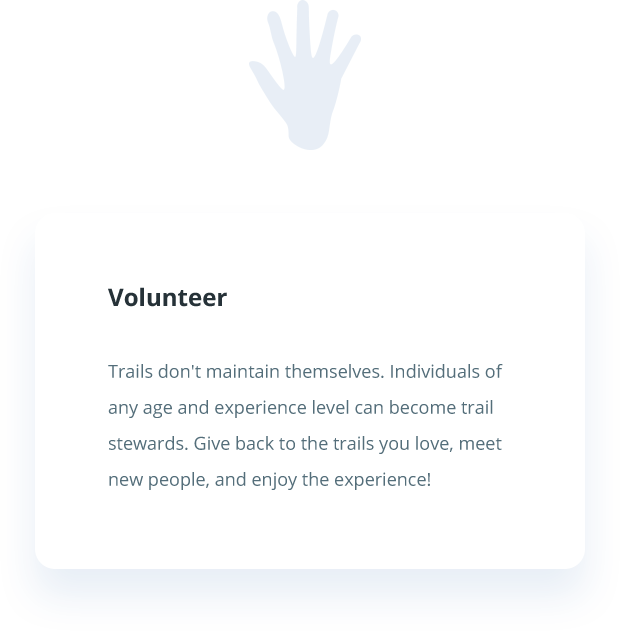 Volunteer
Trails don't maintain themselves. Individuals of
any age and experience level can become trail
stewards. Give back to the trails you love, meet
new people, and enjoy the experience!